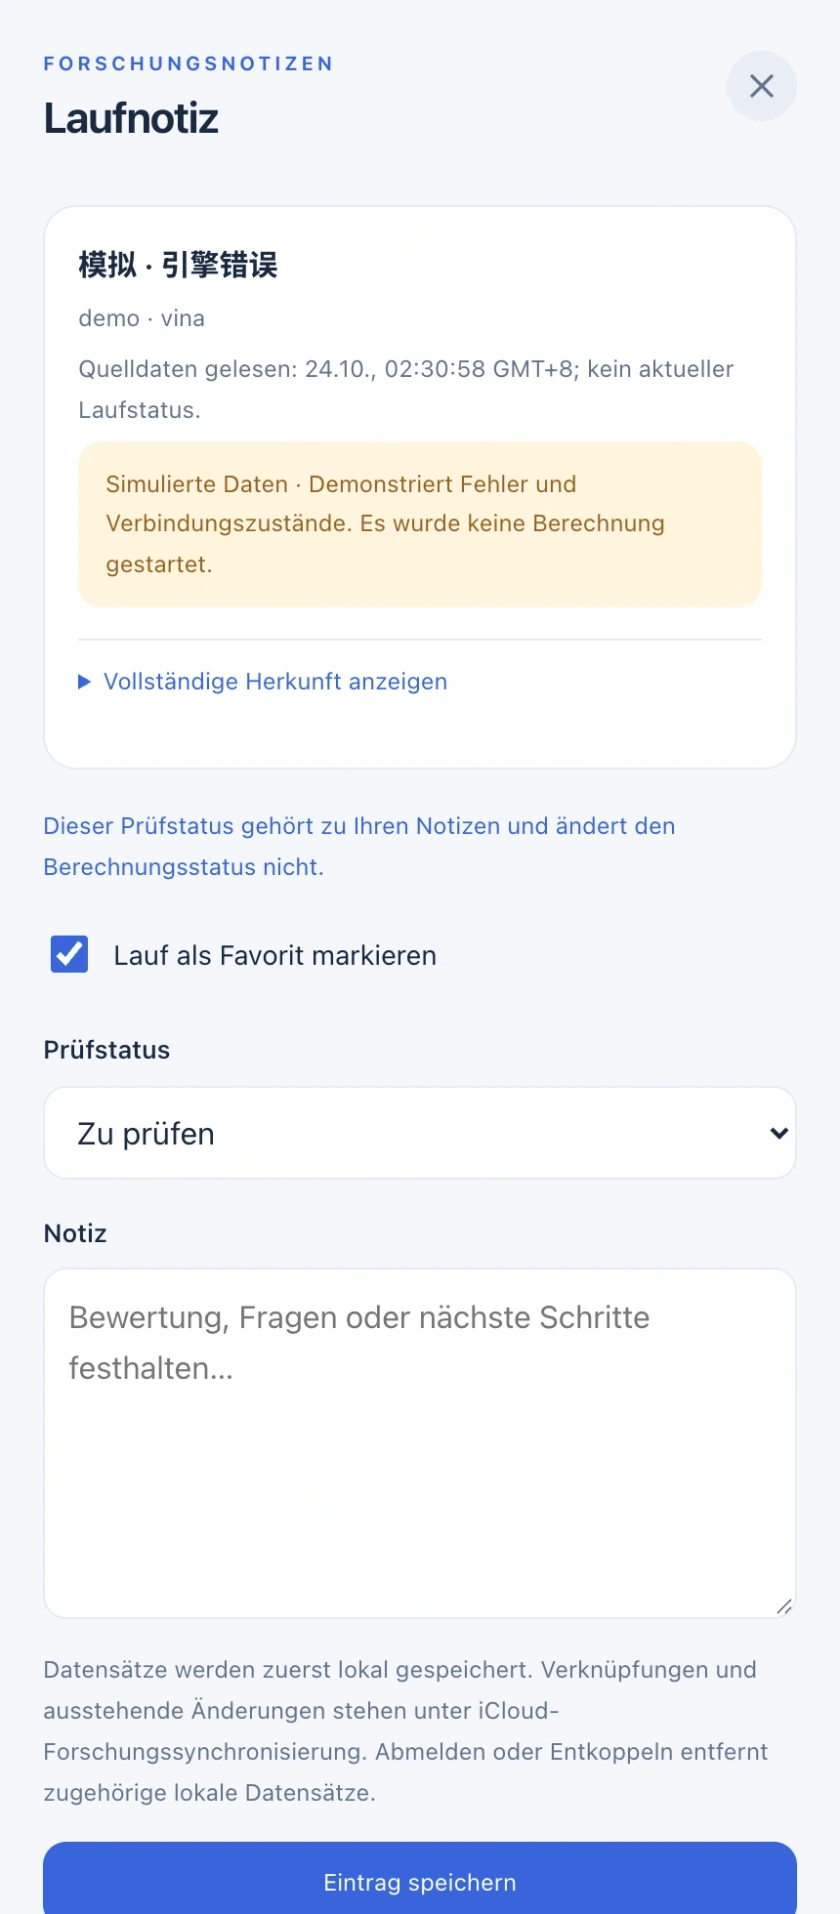 FORSCHUNGSNOTIZEN
Laufnotiz
模拟 · 引擎错误
demo · vina
Quelldaten gelesen: 24.10., 02:30:58 GMT+8; kein aktueller
Laufstatus.
Simulierte Daten · Demonstriert Fehler und
Verbindungszustände. Es wurde keine Berechnung
gestartet.
Vollständige Herkunft anzeigen
Dieser Prüfstatus gehört zu Ihren Notizen und ändert den
Berechnungsstatus nicht.
Lauf als Favorit markieren
Prüfstatus
Zu prüfen
Notiz
Bewertung, Fragen oder nächste Schritte
festhalten...
Datensätze werden zuerst lokal gespeichert. Verknüpfungen und
ausstehende Änderungen stehen unter iCloud-
Forschungssynchronisierung. Abmelden oder Entkoppeln entfernt
zugehörige lokale Datensätze.
Eintrag speichern